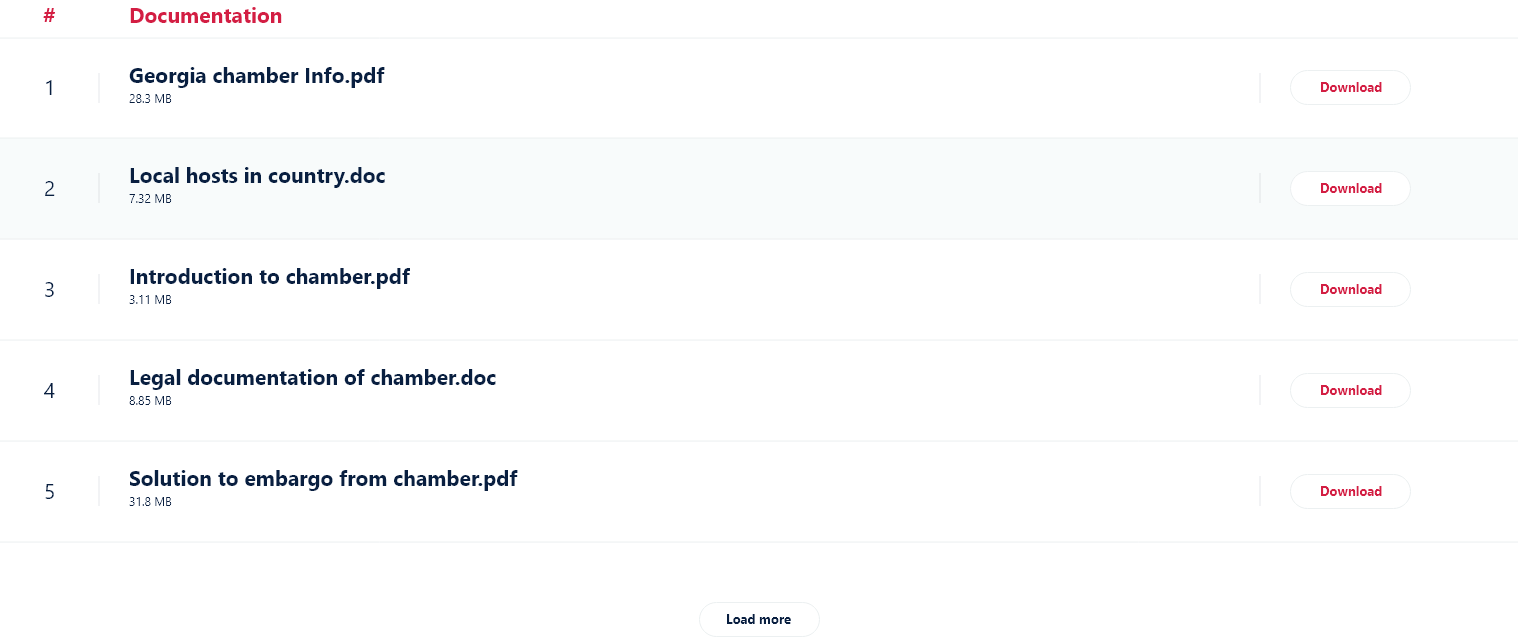 # Documentation
1 Georgia chamber Info.pdf Download
28.3 MB
2 Local hosts in country.doc Download
7.32 MB
3 Introduction to chamber.pdf Download
3.11 MB
4 Legal documentation of chamber.doc Download
8.85 MB
5 Solution to embargo from chamber.pdf Download
31.8 MB
Load more